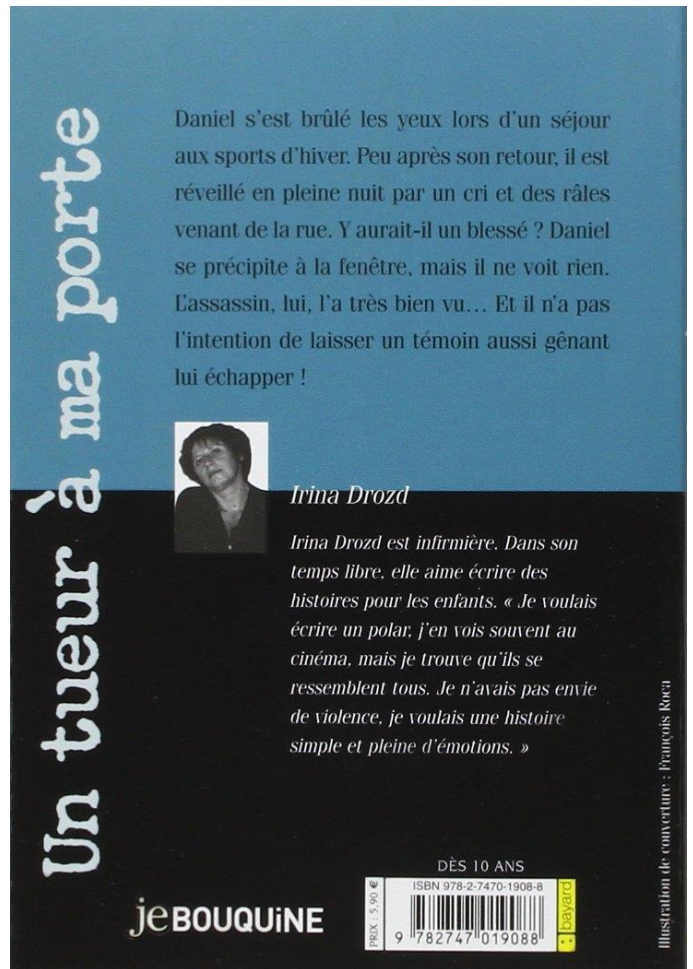 Un tueur à ma porte
Daniel s'est brûlé les yeux lors d'un séjour
aux sports d'hiver. Peu après son retour, il est
réveillé en pleine nuit par un cri et des râles
venant de la rue. Y aurait-il un blessé ? Daniel
se précipite à la fenêtre, mais il ne voit rien.
L'assassin, lui, l'a très bien vu... Et il n'a pas
l'intention de laisser un témoin aussi gênant
lui échapper !
Irina Drozd
Irina Drozd est infirmière. Dans son
temps libre, elle aime écrire des
histoires pour les enfants. « Je voulais
écrire un polar, j'en vois souvent au
cinéma, mais je trouve qu'ils se
ressemblent tous. Je n'avais pas envie
de violence, je voulais une histoire
simple et pleine d'émotions. »
Illustration de couverture : François Roca
DÈS 10 ANS
ISBN 978-2-7470-1908-8
PRIX : 5,90 €
9 782747 019088
bayard
je BOUQUiNE